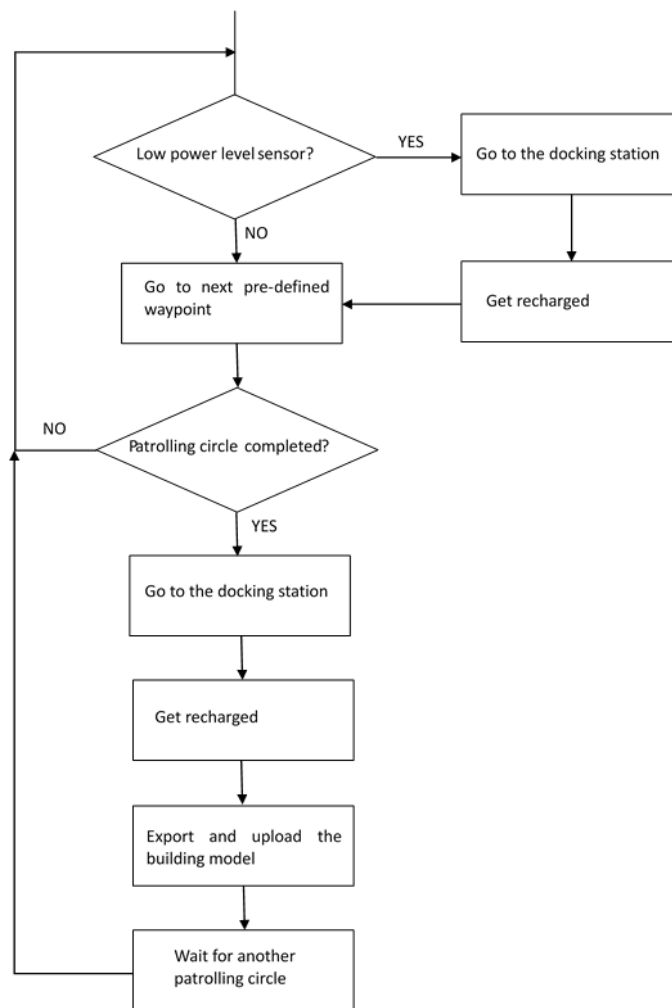 Low power level sensor?
YES
Go to the docking station
NO
Go to next pre-defined
waypoint
Get recharged
NO
Patrolling circle completed?
YES
Go to the docking station
Get recharged
Export and upload the
building model
Wait for another
patrolling circle